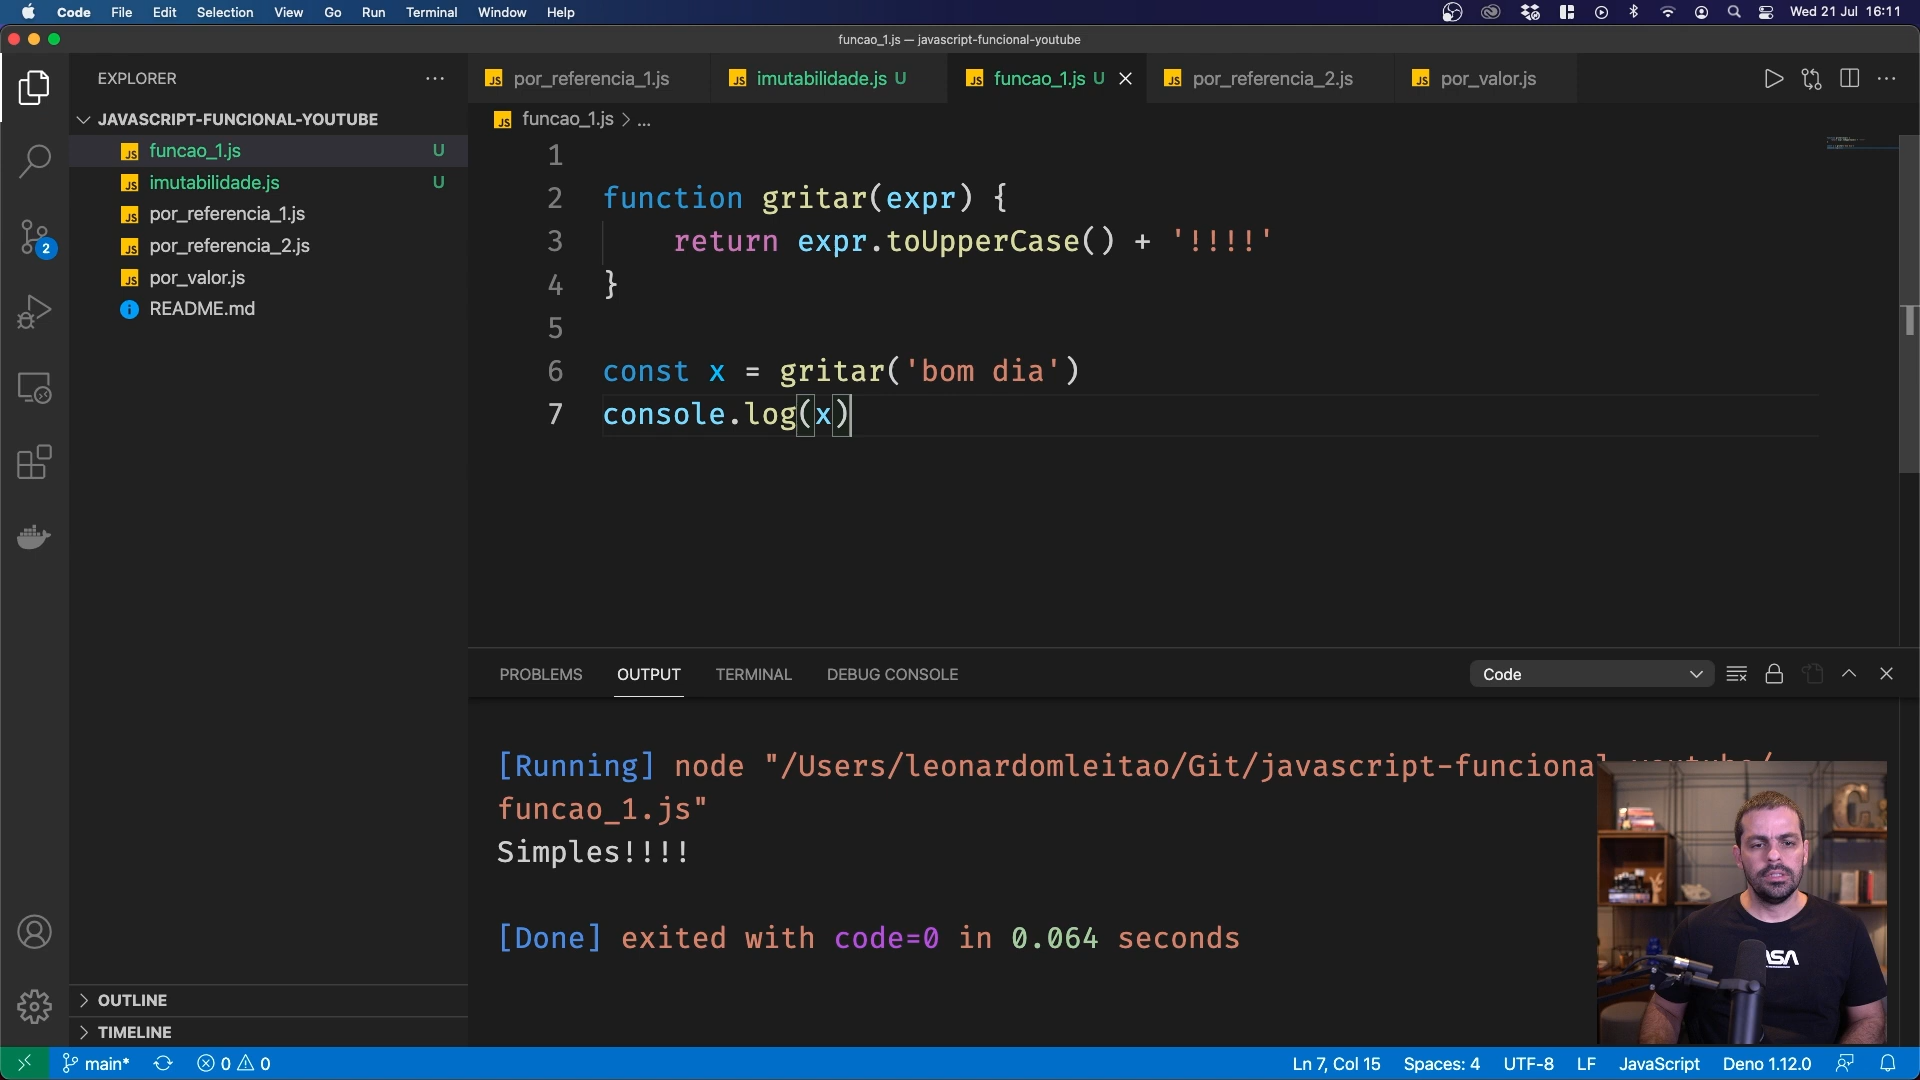 Code File Edit Selection View Go Run Terminal Window Help Wed 21 Jul 16:11
funcao_1.js — javascript-funcional-youtube
EXPLORER
JAVASCRIPT-FUNCIONAL-YOUTUBE
funcao_1.js U
imutabilidade.js U
por_referencia_1.js
por_referencia_2.js
por_valor.js
README.md
2
OUTLINE
TIMELINE
por_referencia_1.js imutabilidade.js U funcao_1.js U por_referencia_2.js por_valor.js
funcao_1.js > ...
1
2 function gritar(expr) {
3 return expr.toUpperCase() + '!!!!'
4 }
5
6 const x = gritar('bom dia')
7 console.log(x)
PROBLEMS OUTPUT TERMINAL DEBUG CONSOLE Code
[Running] node "/Users/leonardomleitao/Git/javascript-funcional-youtube/
funcao_1.js"
Simples!!!!
[Done] exited with code=0 in 0.064 seconds
main* 0 0 Ln 7, Col 15 Spaces: 4 UTF-8 LF JavaScript Deno 1.12.0